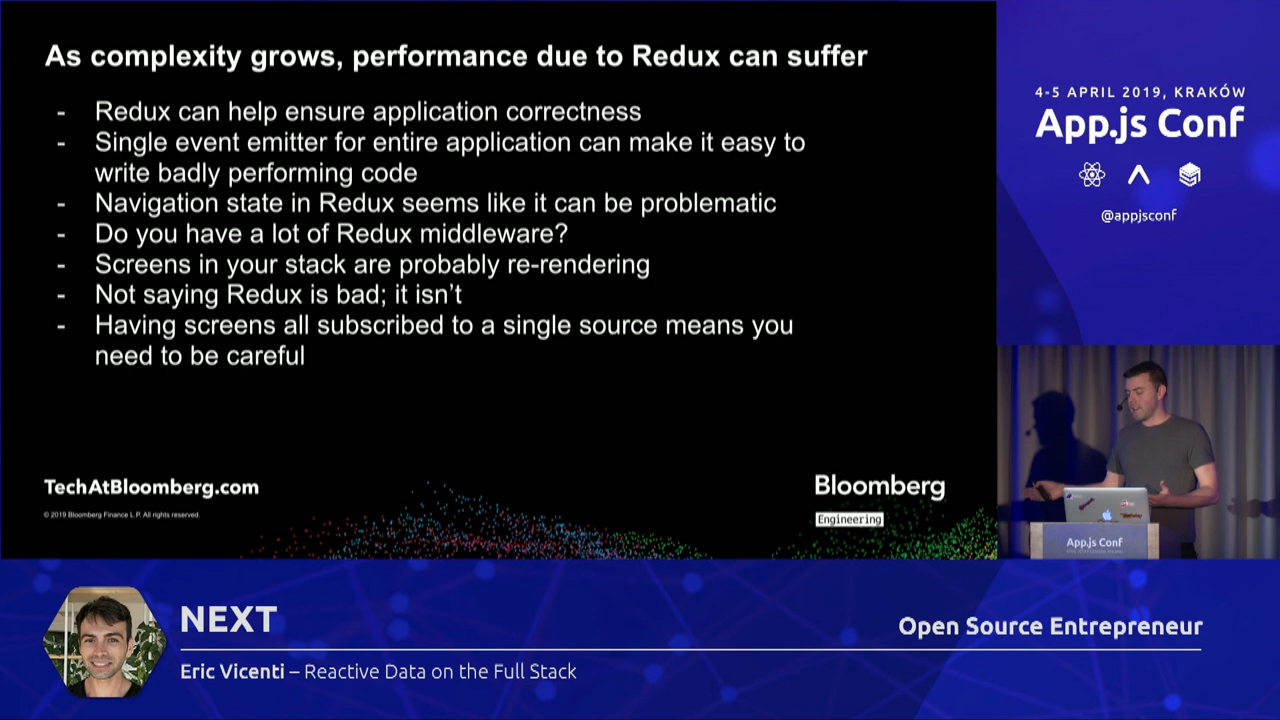 As complexity grows, performance due to Redux can suffer
- Redux can help ensure application correctness
- Single event emitter for entire application can make it easy to
write badly performing code
- Navigation state in Redux seems like it can be problematic
- Do you have a lot of Redux middleware?
- Screens in your stack are probably re-rendering
- Not saying Redux is bad; it isn’t
- Having screens all subscribed to a single source means you
need to be careful
TechAtBloomberg.com
© 2019 Bloomberg Finance L.P. All rights reserved.
Bloomberg
Engineering
4-5 APRIL 2019, KRAKÓW
App.js Conf
@appjsconf
App.js Conf
NEXT
Open Source Entrepreneur
Eric Vicenti – Reactive Data on the Full Stack